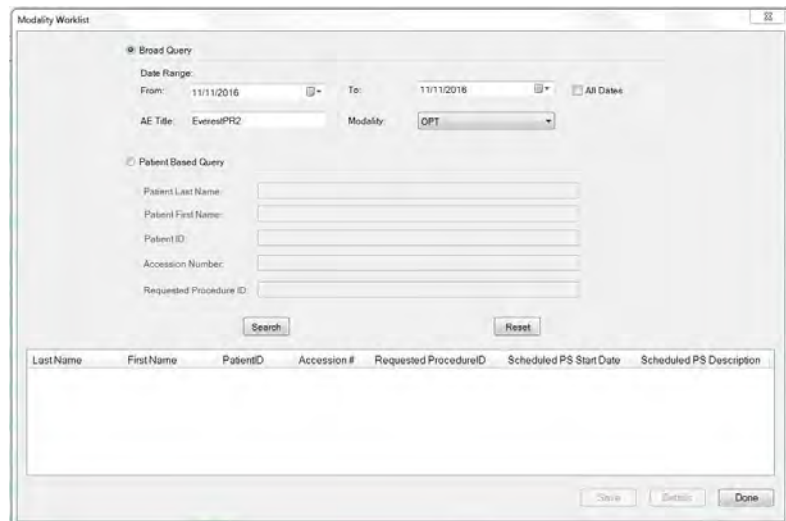 Modality Worklist
Broad Query
Date Range:
From: 11/11/2016 To: 11/11/2016 All Dates
AE Title: EverestPR2 Modality: OPT
Patient Based Query
Patient Last Name:
Patient First Name:
Patient ID:
Accession Number:
Requested Procedure ID:
Search Reset
Last Name First Name PatientID Accession # Requested ProcedureID Scheduled PS Start Date Scheduled PS Description
Save Details Done